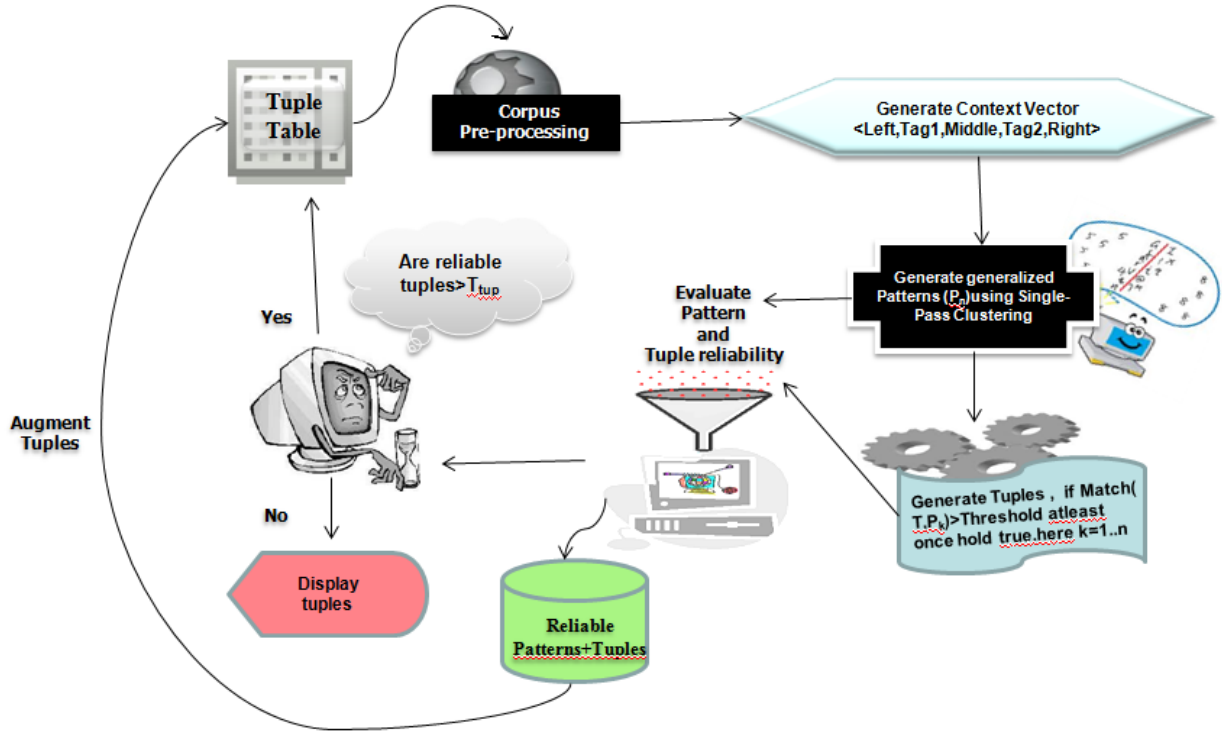 Tuple
Table
Corpus
Pre-processing
Generate Context Vector
<Left,Tag1,Middle,Tag2,Right>
Are reliable
tuples>Ttup
Generate generalized
Patterns (Pn)using Single-
Pass Clustering
Evaluate
Pattern
and
Tuple reliability
Yes
Augment
Tuples
Generate Tuples , if Match(
T,Pk)>Threshold atleast
once hold true.here k=1..n
No
Display
tuples
Reliable
Patterns+Tuples